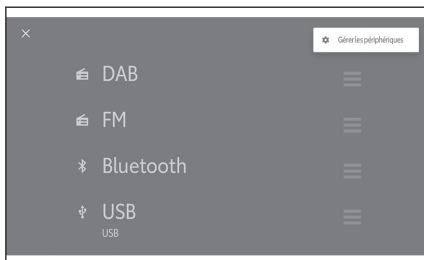 Gérer les périphériques
DAB
FM
Bluetooth
USB
USB